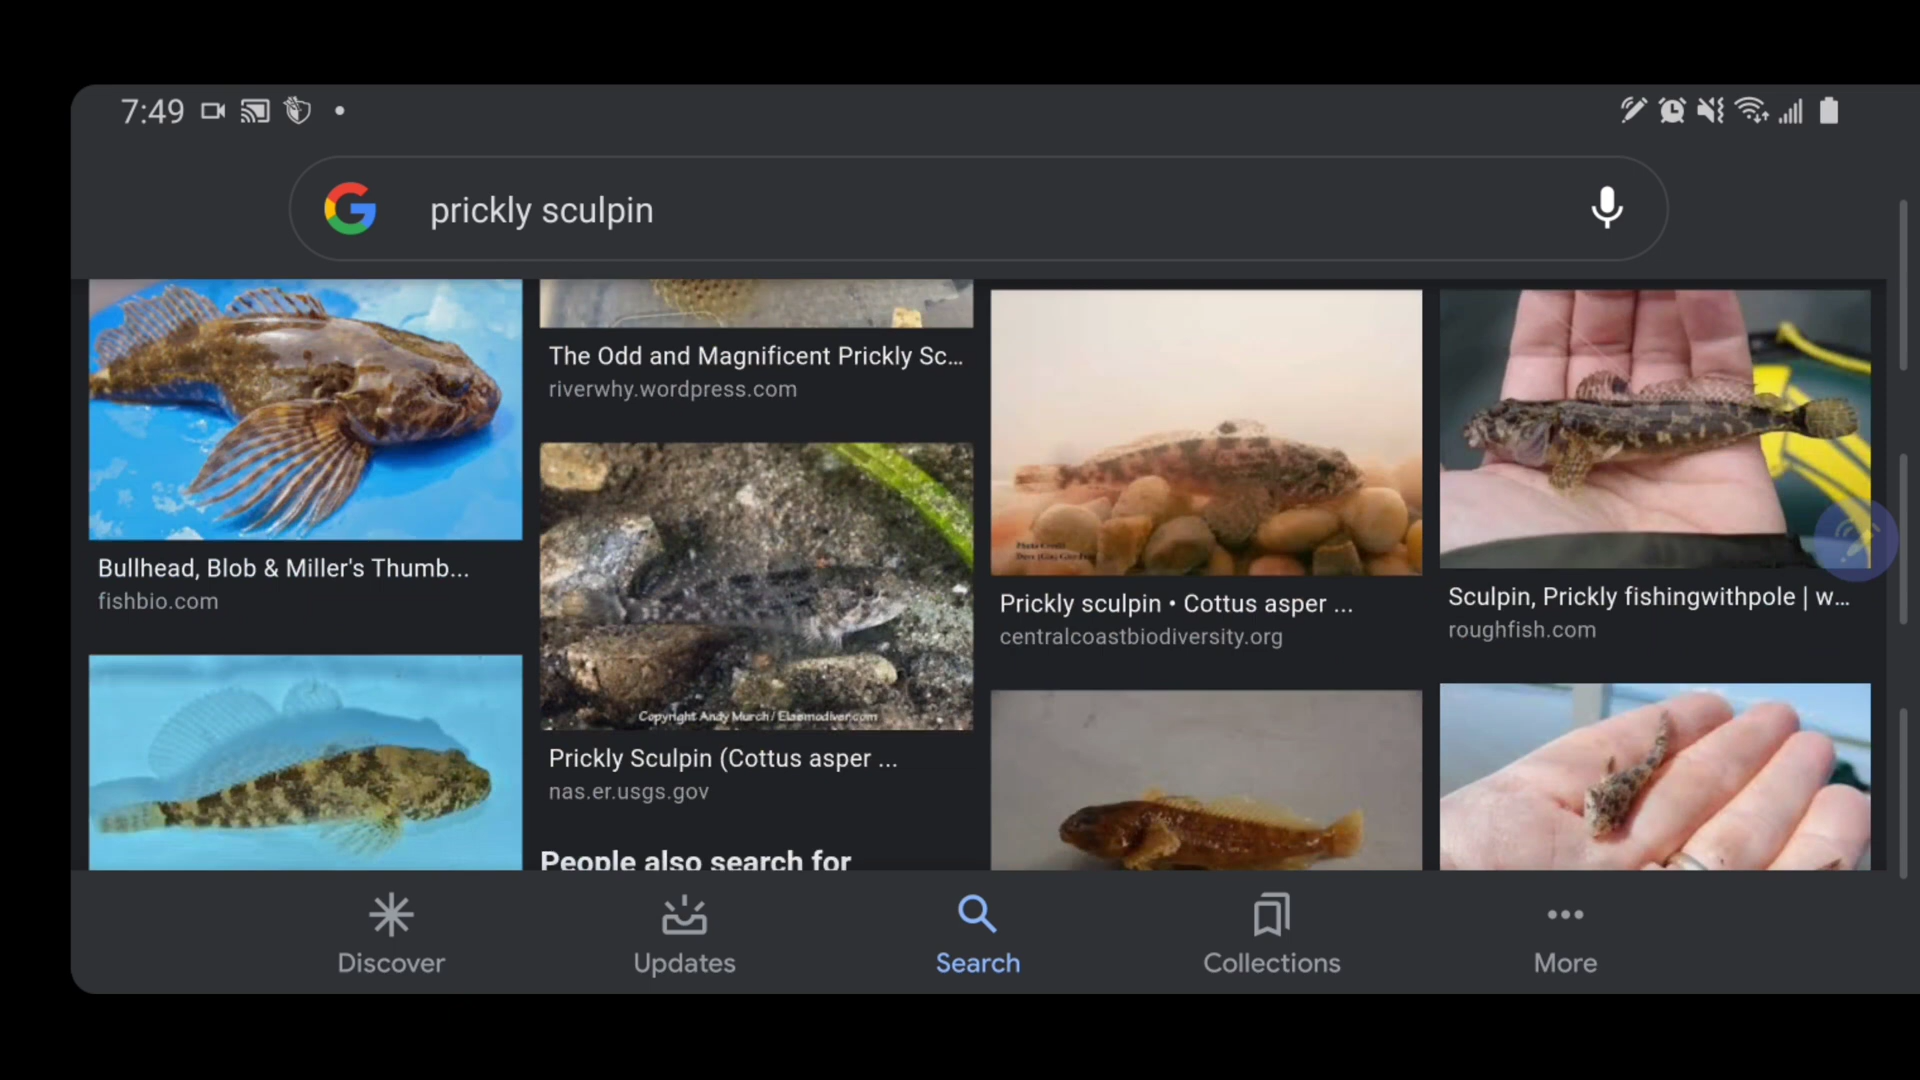 7:49
prickly sculpin
Bullhead, Blob & Miller's Thumb...
fishbio.com
The Odd and Magnificent Prickly Sc...
riverwhy.wordpress.com
Copyright Andy Murch / Elasmodiver.com
Prickly Sculpin (Cottus asper ...
nas.er.usgs.gov
People also search for
Photo Credit
Prickly sculpin • Cottus asper ...
centralcoastbiodiversity.org
Sculpin, Prickly fishingwithpole | w...
roughfish.com
Discover
Updates
Search
Collections
More